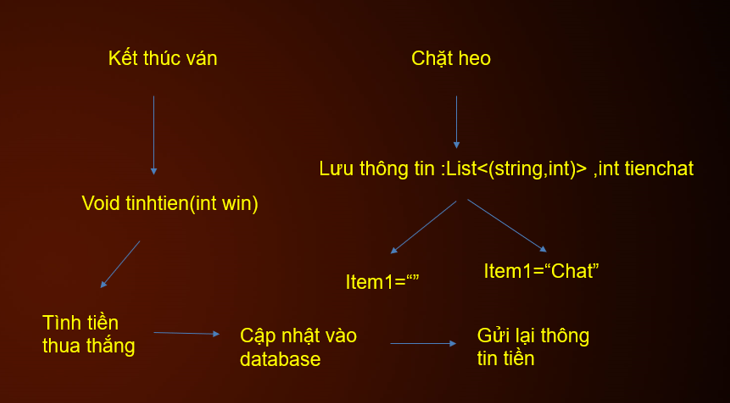 Kết thúc ván
Chặt heo
Lưu thông tin :List<(string,int)> ,int tienchat
Void tinhtien(int win)
Item1=“”
Item1=“Chat”
Tình tiền
thua thắng
Cập nhật vào
database
Gửi lại thông
tin tiền